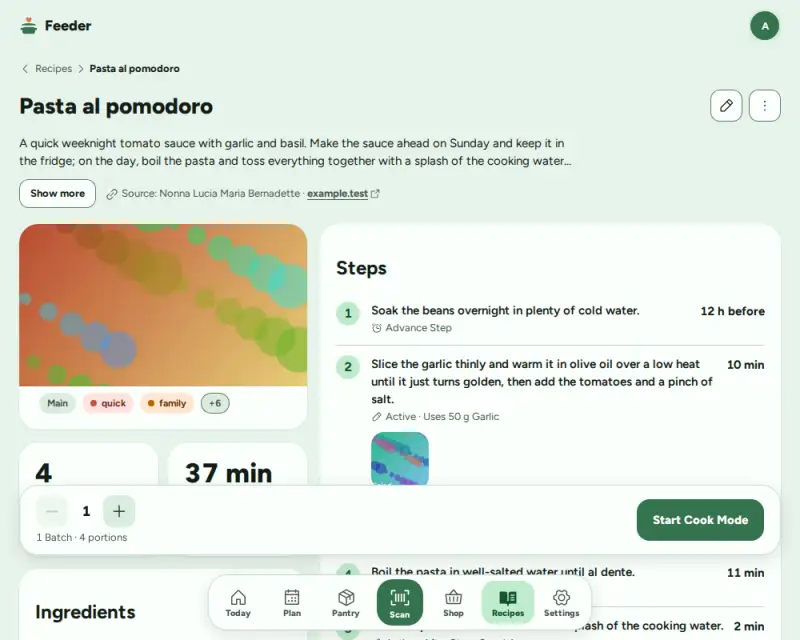 Feeder
A
Recipes
Pasta al pomodoro
Pasta al pomodoro
A quick weeknight tomato sauce with garlic and basil. Make the sauce ahead on Sunday and keep it in
the fridge; on the day, boil the pasta and toss everything together with a splash of the cooking water…
Show more
Source: Nonna Lucia Maria Bernadette · example.test
Main
quick
family
+6
4
37 min
Steps
1
Soak the beans overnight in plenty of cold water.
12 h before
Advance Step
2
Slice the garlic thinly and warm it in olive oil over a low heat
until it just turns golden, then add the tomatoes and a pinch of
salt.
10 min
Active · Uses 50 g Garlic
1
1 Batch · 4 portions
Start Cook Mode
4
Boil the pasta in well-salted water until al dente.
11 min
Ingredients
splash of the cooking water.
2 min
Today
Plan
Pantry
Scan
Shop
Recipes
Settings